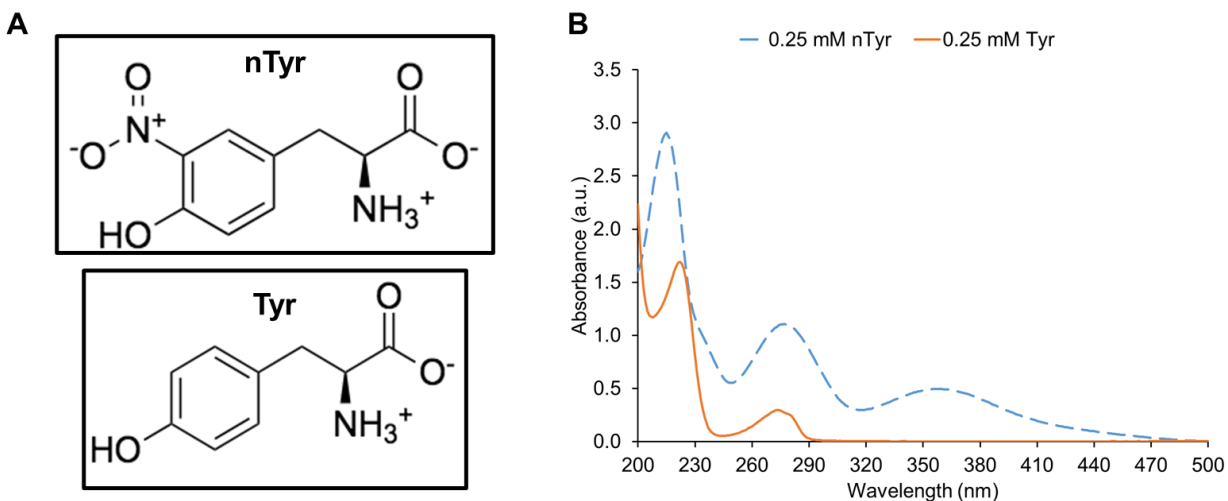 A
nTyr
O
N+
-O
HO
O
O-
NH3+
Tyr
O
O-
NH3+
HO
B
0.25 mM nTyr
0.25 mM Tyr
Absorbance (a.u.)
3.5
3.0
2.5
2.0
1.5
1.0
0.5
0.0
200 230 260 290 320 350 380 410 440 470 500
Wavelength (nm)